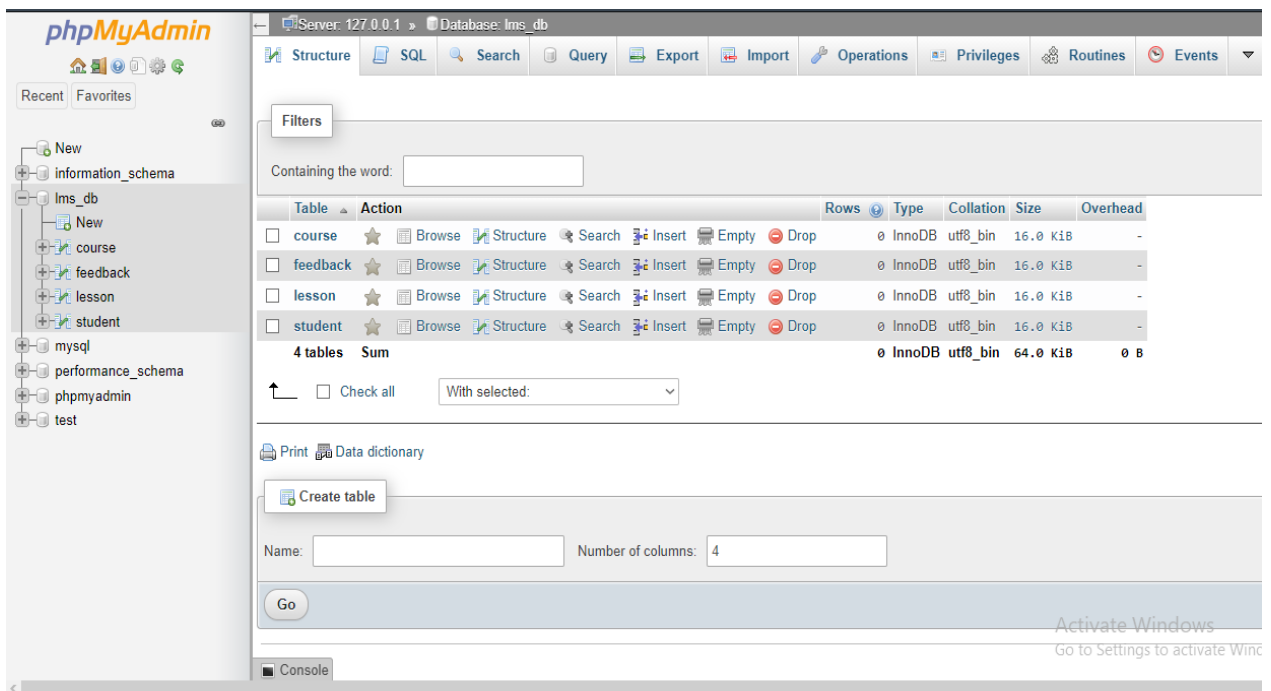 phpMyAdmin
Recent Favorites
New
information_schema
lms_db
New
course
feedback
lesson
student
mysql
performance_schema
phpmyadmin
test
Server: 127.0.0.1 » Database: lms_db
Structure SQL Search Query Export Import Operations Privileges Routines Events
Filters
Containing the word:
Table Action Rows Type Collation Size Overhead
course Browse Structure Search Insert Empty Drop 0 InnoDB utf8_bin 16.0 KiB -
feedback Browse Structure Search Insert Empty Drop 0 InnoDB utf8_bin 16.0 KiB -
lesson Browse Structure Search Insert Empty Drop 0 InnoDB utf8_bin 16.0 KiB -
student Browse Structure Search Insert Empty Drop 0 InnoDB utf8_bin 16.0 KiB -
4 tables Sum 0 InnoDB utf8_bin 64.0 KiB 0 B
Check all With selected:
Print Data dictionary
Create table
Name: Number of columns: 4
Go
Activate Windows
Go to Settings to activate Wind
Console